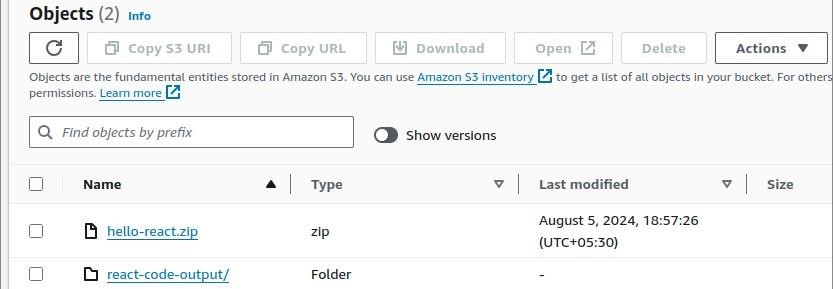 Objects (2) Info
Copy S3 URI Copy URL Download Open Delete Actions
Objects are the fundamental entities stored in Amazon S3. You can use Amazon S3 inventory to get a list of all objects in your bucket. For others
permissions. Learn more
Find objects by prefix Show versions
Name Type Last modified Size
hello-react.zip zip August 5, 2024, 18:57:26
(UTC+05:30)
react-code-output/ Folder -